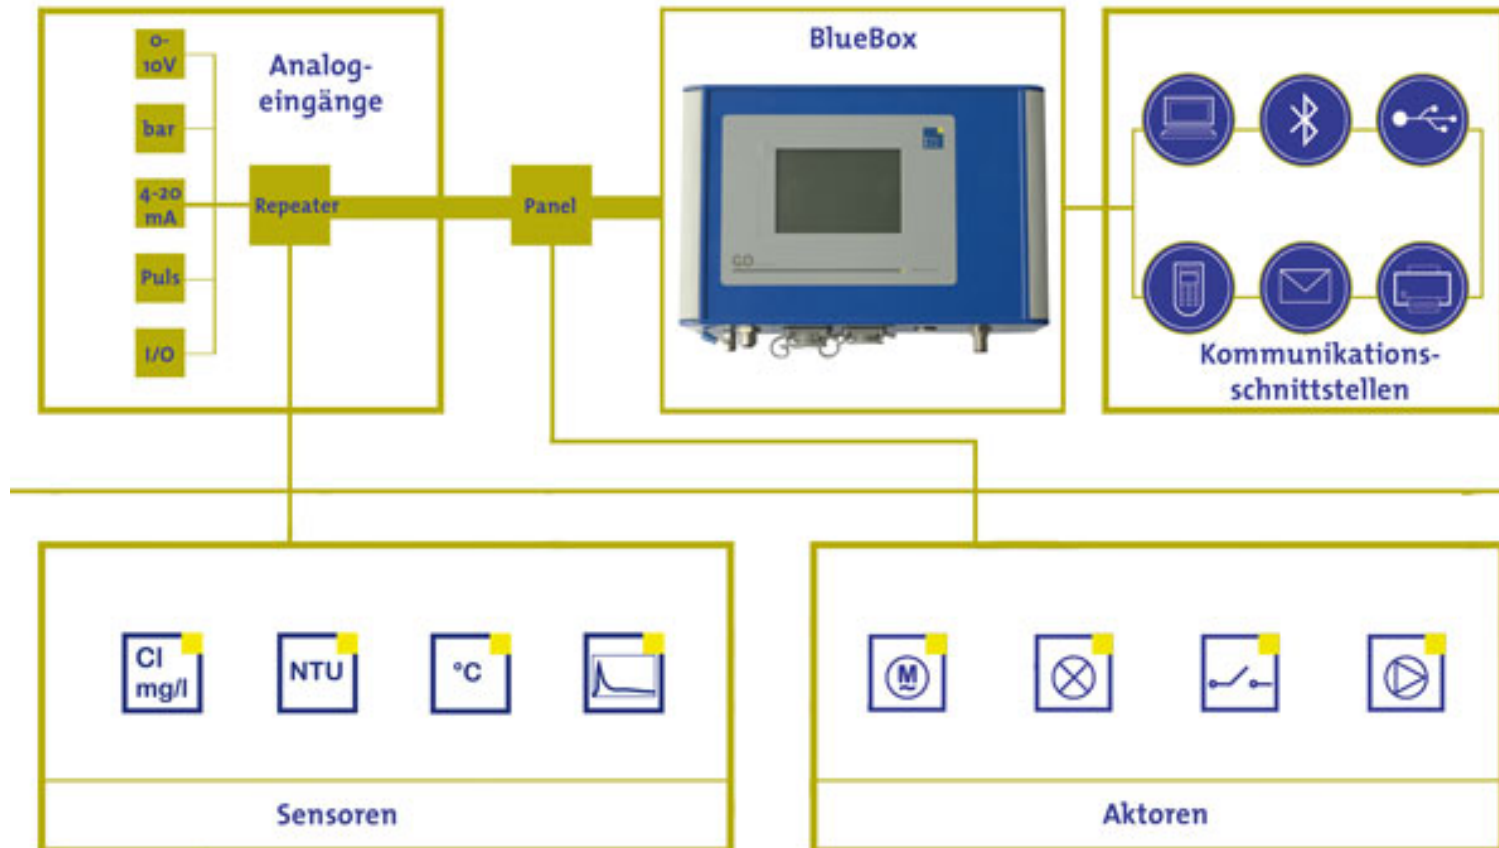 0-
10V
bar
4-20
mA
Puls
I/O
Analog-
eingänge
Repeater
Panel
BlueBox
GO
Kommunikations-
schnittstellen
Cl
mg/l
NTU
°C
M
~
Sensoren
Aktoren